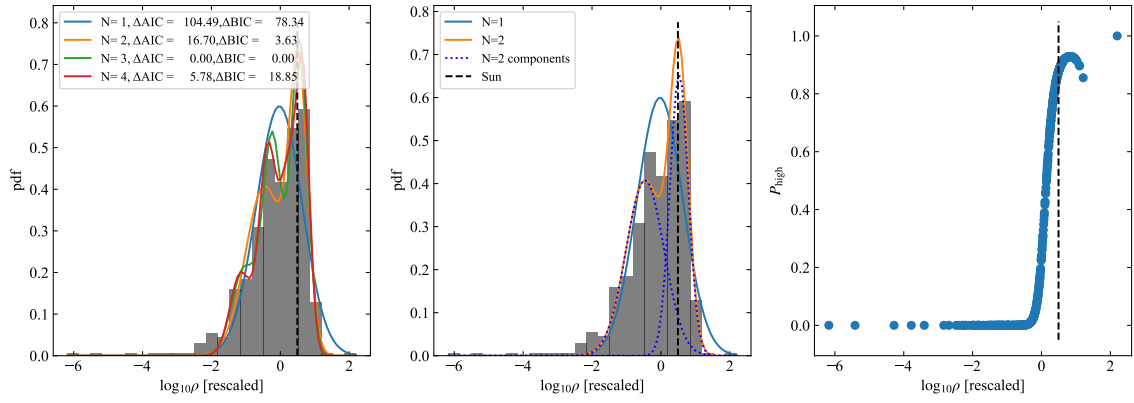 N= 1, ΔAIC = 104.49,ΔBIC = 78.34
N= 2, ΔAIC = 16.70,ΔBIC = 3.63
N= 3, ΔAIC = 0.00,ΔBIC = 0.00
N= 4, ΔAIC = 5.78,ΔBIC = 18.85
0.8
0.7
0.6
0.5
0.4
0.3
0.2
0.1
0.0
pdf
−6 −4 −2 0 2
log₁₀ρ [rescaled]
N=1
N=2
N=2 components
Sun
0.8
0.7
0.6
0.5
0.4
0.3
0.2
0.1
0.0
pdf
−6 −4 −2 0 2
log₁₀ρ [rescaled]
1.0
0.8
0.6
0.4
0.2
0.0
P_high
−6 −4 −2 0 2
log₁₀ρ [rescaled]